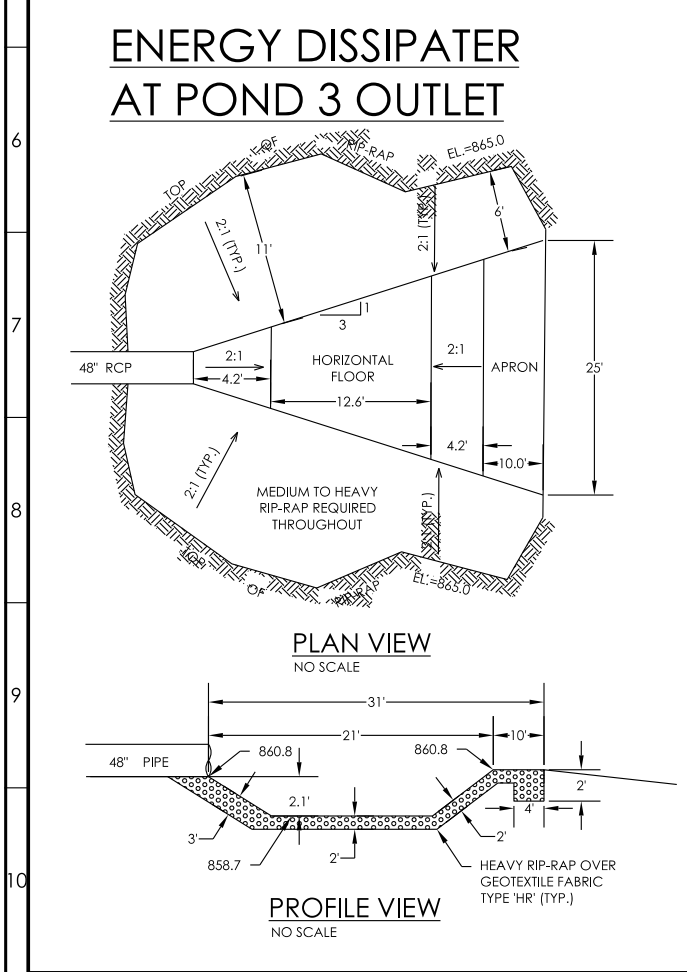 ENERGY DISSIPATER
AT POND 3 OUTLET
6
7
8
9
10
TOP OF RIP-RAP
EL.=865.0
2:1 (TYP.)
11'
2:1 (TYP.)
6'
1
3
48" RCP
2:1
4.2'
HORIZONTAL
FLOOR
2:1
APRON
25'
12.6'
4.2'
10.0'
2:1 (TYP.)
MEDIUM TO HEAVY
RIP-RAP REQUIRED
THROUGHOUT
2:1 (TYP.)
TOP OF RIP-RAP
EL.=865.0
PLAN VIEW
NO SCALE
31'
21'
10'
48" PIPE
860.8
860.8
2.1'
2'
4'
3'
858.7
2'
2'
HEAVY RIP-RAP OVER
GEOTEXTILE FABRIC
TYPE 'HR' (TYP.)
PROFILE VIEW
NO SCALE